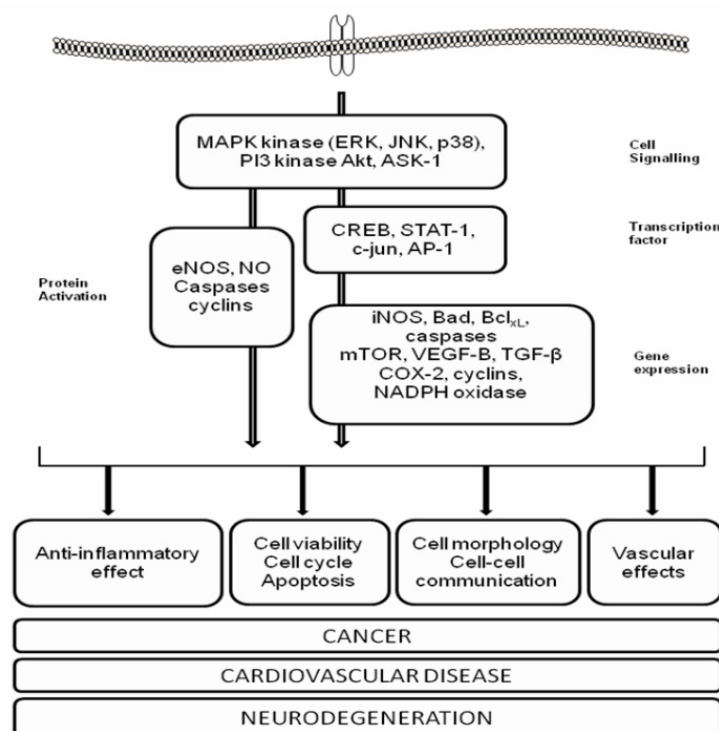 MAPK kinase (ERK, JNK, p38),
PI3 kinase Akt, ASK-1
Cell
Signalling
CREB, STAT-1,
c-jun, AP-1
Transcription
factor
eNOS, NO
Caspases
cyclins
Protein
Activation
iNOS, Bad, BclxL,
caspases
mTOR, VEGF-B, TGF-β
COX-2, cyclins,
NADPH oxidase
Gene
expression
Anti-inflammatory
effect
Cell viability
Cell cycle
Apoptosis
Cell morphology
Cell-cell
communication
Vascular
effects
CANCER
CARDIOVASCULAR DISEASE
NEURODEGENERATION